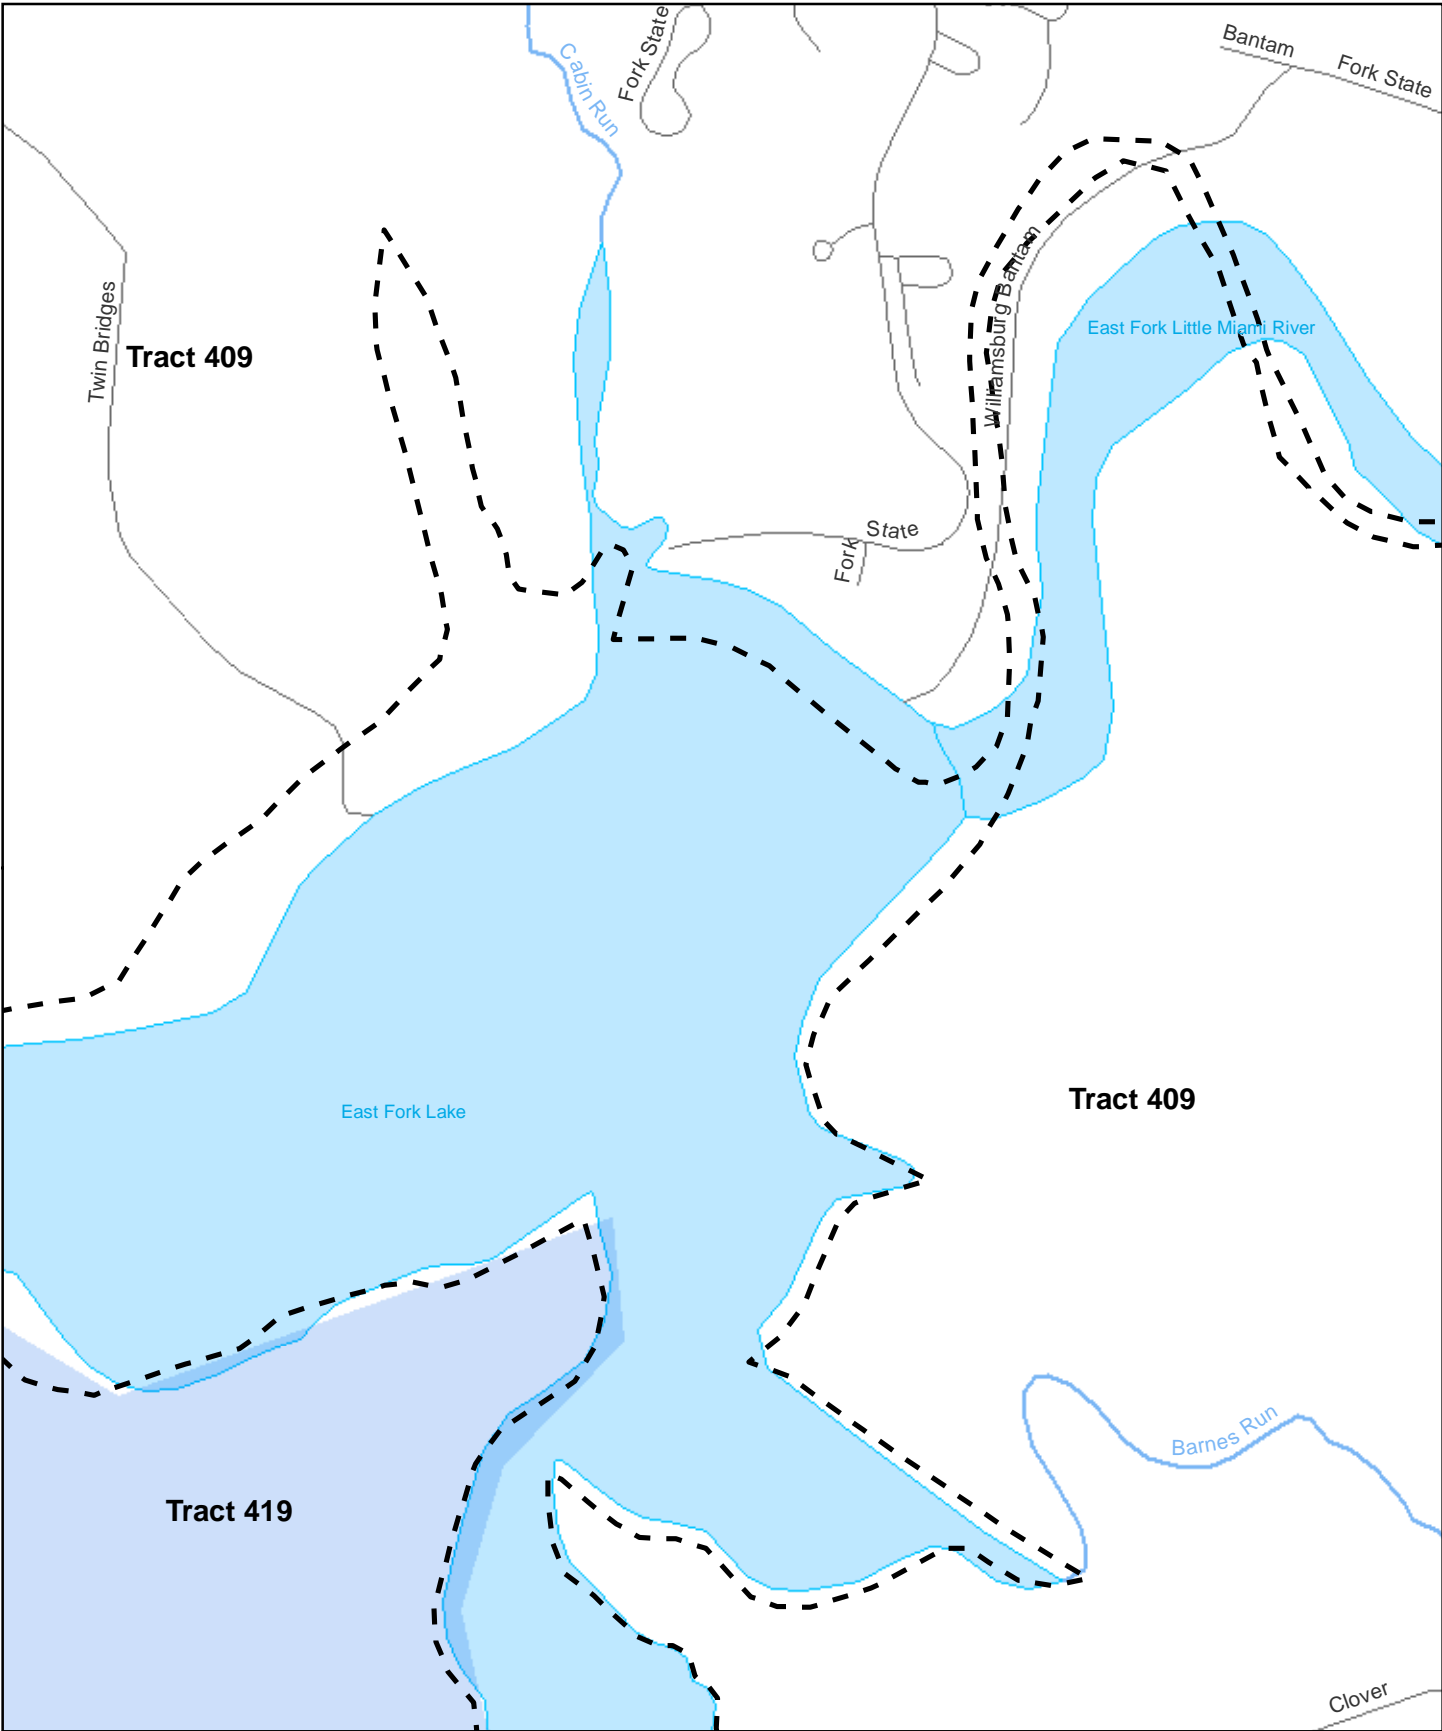 Fork State
Cabin Run
Bantam
Fork State
Williamsburg Bantam
Twin Bridges
Tract 409
East Fork Little Miami River
State
Fork
East Fork Lake
Tract 409
Barnes Run
Tract 419
Clover